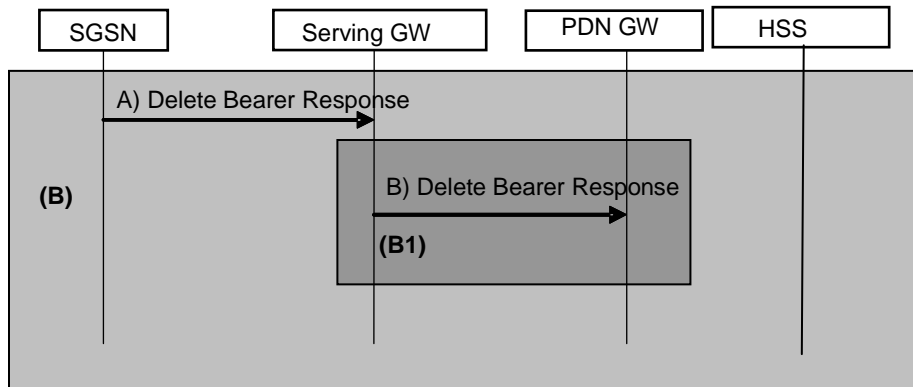 SGSN
Serving GW
PDN GW
HSS
A) Delete Bearer Response
B) Delete Bearer Response
(B)
(B1)